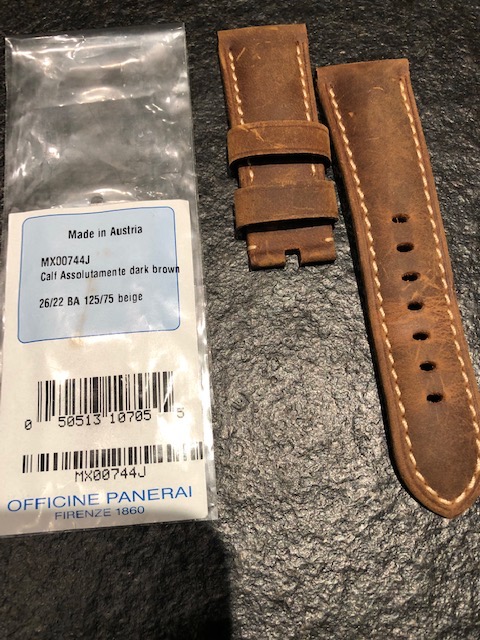 Made in Austria
MX00744J
Calf Assolutamente dark brown
26/22 BA 125/75 beige
0 50513 10705 5
MX00744J
OFFICINE PANERAI
FIRENZE 1860